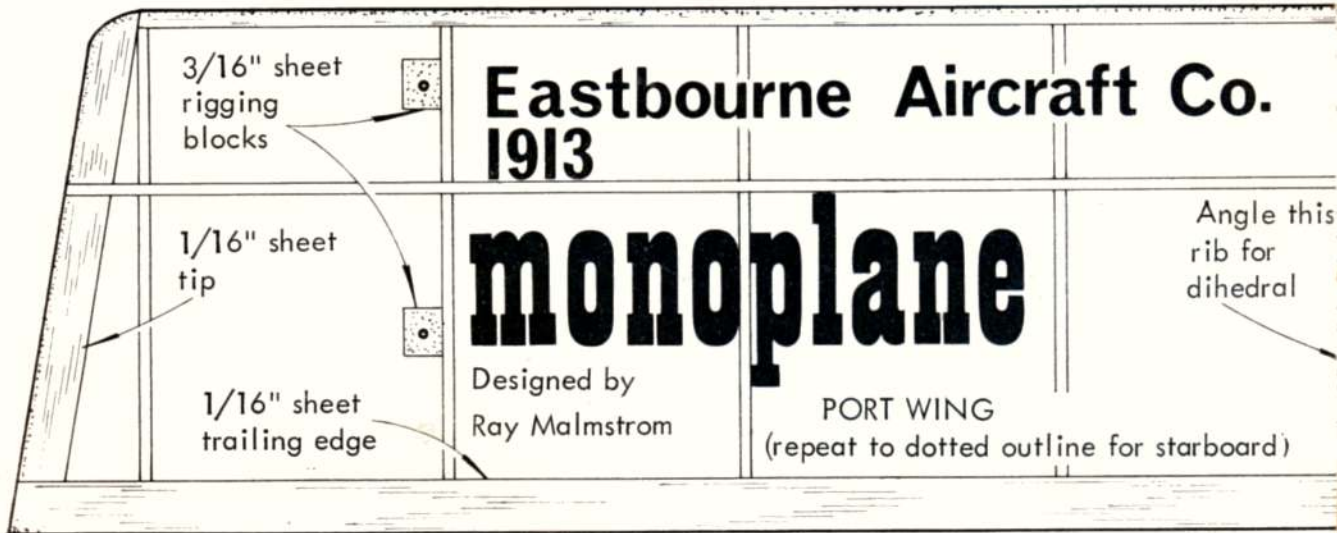 3/16" sheet
rigging
blocks
Eastbourne Aircraft Co.
1913
1/16" sheet
tip
monoplane
Angle this
rib for
dihedral
Designed by
Ray Malmstrom
1/16" sheet
trailing edge
PORT WING
(repeat to dotted outline for starboard)